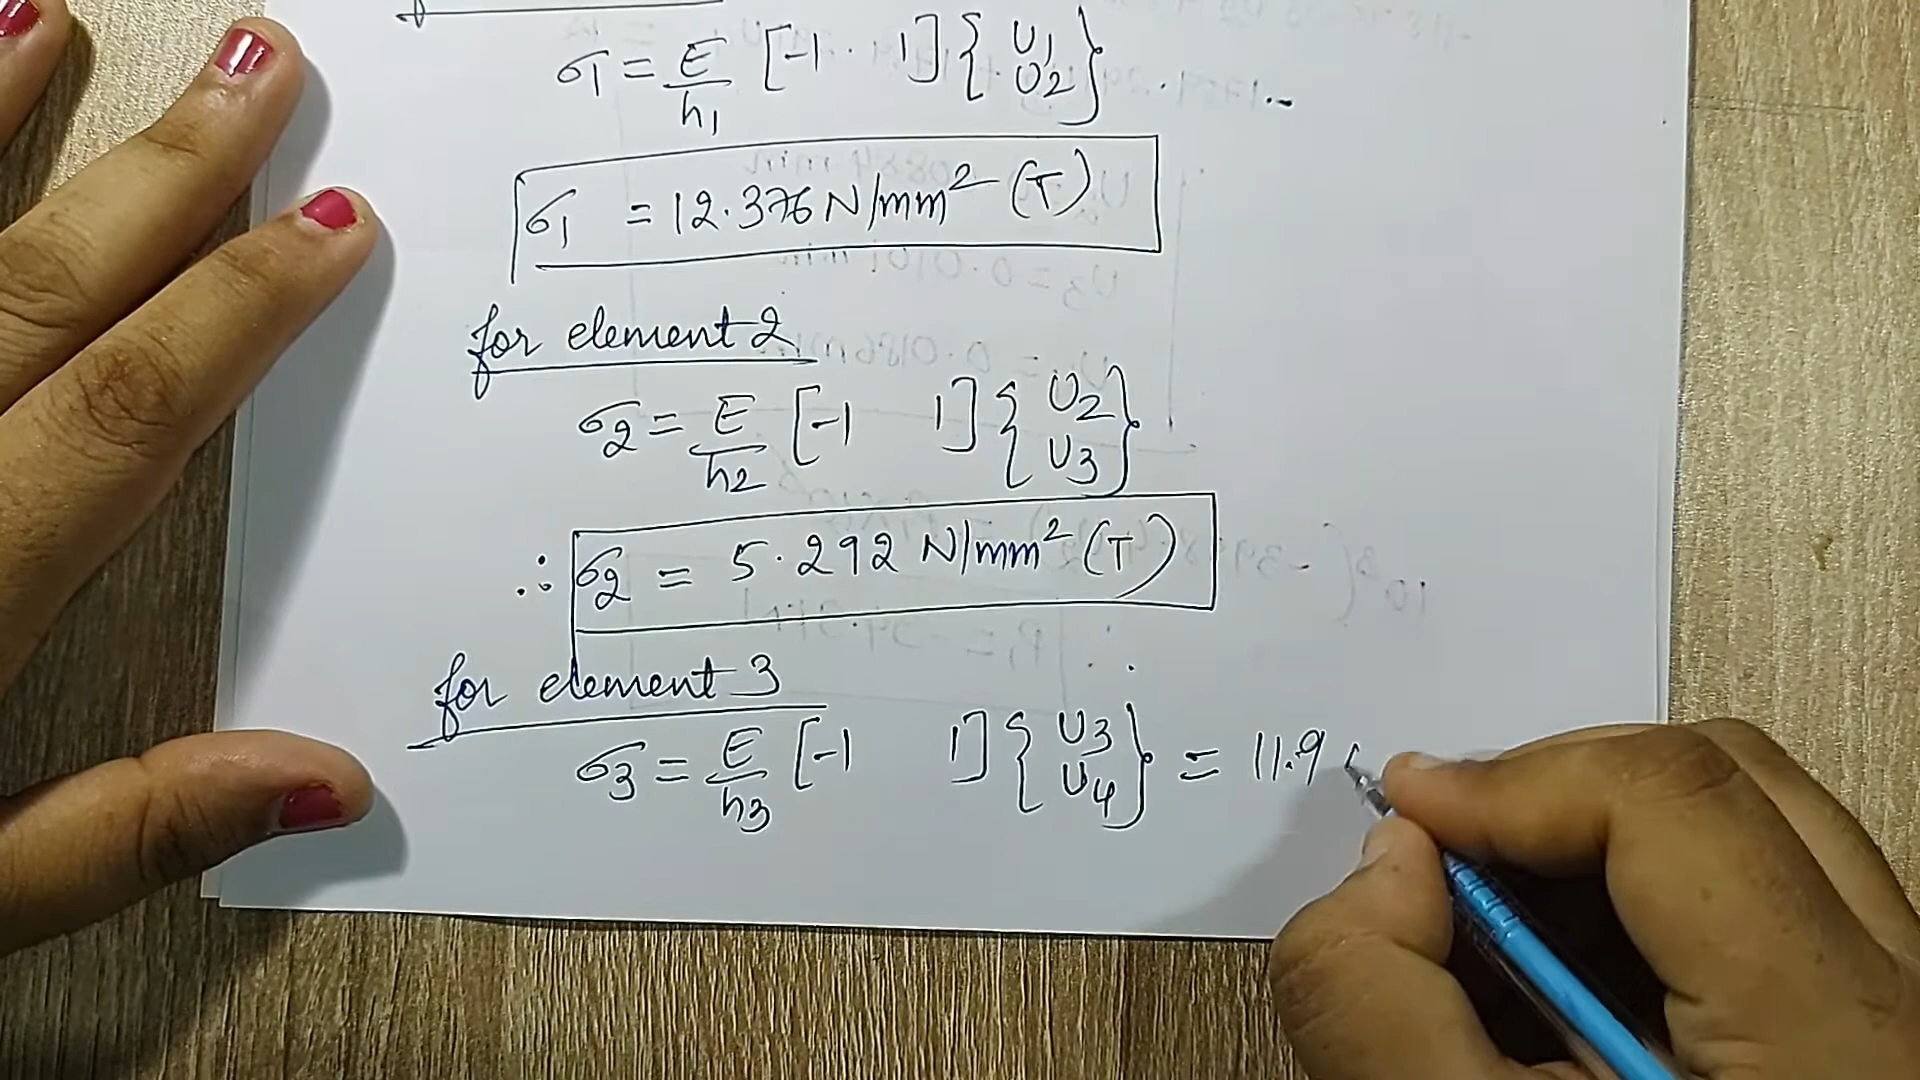 σ1 = E/h1 [-1 1] { U1 U2 }
σ1 = 12.376 N/mm² (T)
for element 2
σ2 = E/h2 [-1 1] { U2 U3 }
∴ σ2 = 5.292 N/mm² (T)
for element 3
σ3 = E/h3 [-1 1] { U3 U4 } = 11.9